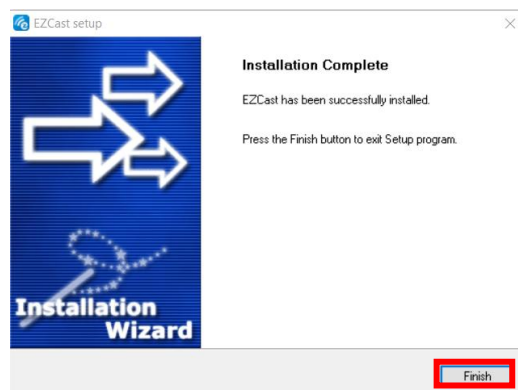 EZCast setup
Installation Complete
EZCast has been successfully installed.
Press the Finish button to exit Setup program.
Installation
Wizard
Finish